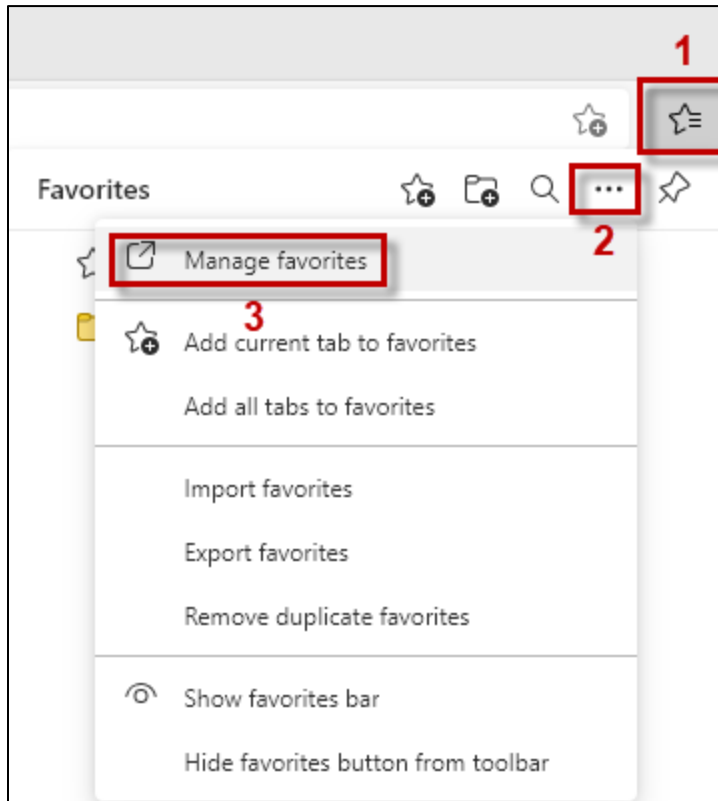 1
Favorites
2
Manage favorites
3
Add current tab to favorites
Add all tabs to favorites
Import favorites
Export favorites
Remove duplicate favorites
Show favorites bar
Hide favorites button from toolbar